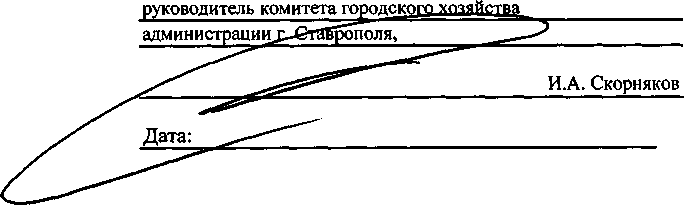 руководитель комитета городского хозяйства
администрации г. Ставрополя,
И.А. Скорняков
Дата: